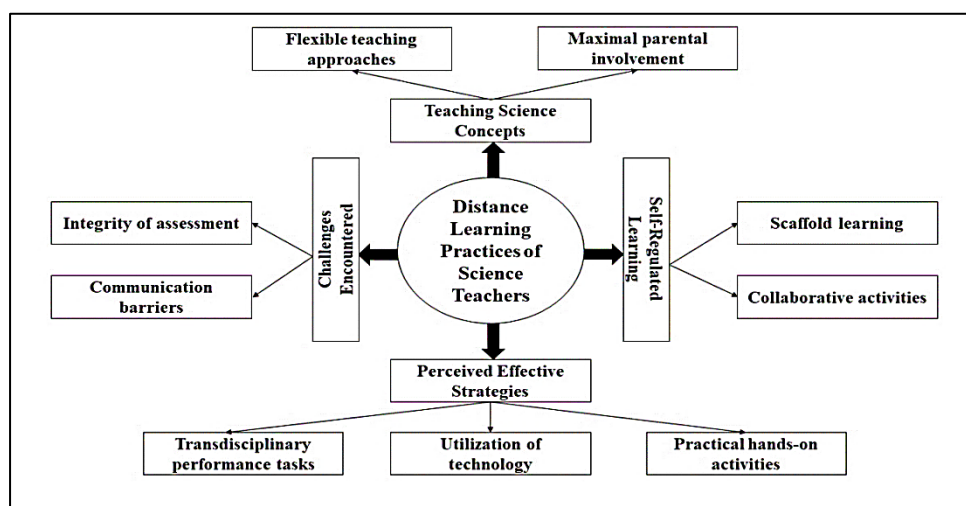 Flexible teaching
approaches
Maximal parental
involvement
Teaching Science
Concepts
Integrity of assessment
Communication
barriers
Challenges
Encountered
Distance
Learning
Practices of
Science
Teachers
Self-Regulated
Learning
Scaffold learning
Collaborative activities
Perceived Effective
Strategies
Transdisciplinary
performance tasks
Utilization of
technology
Practical hands-on
activities